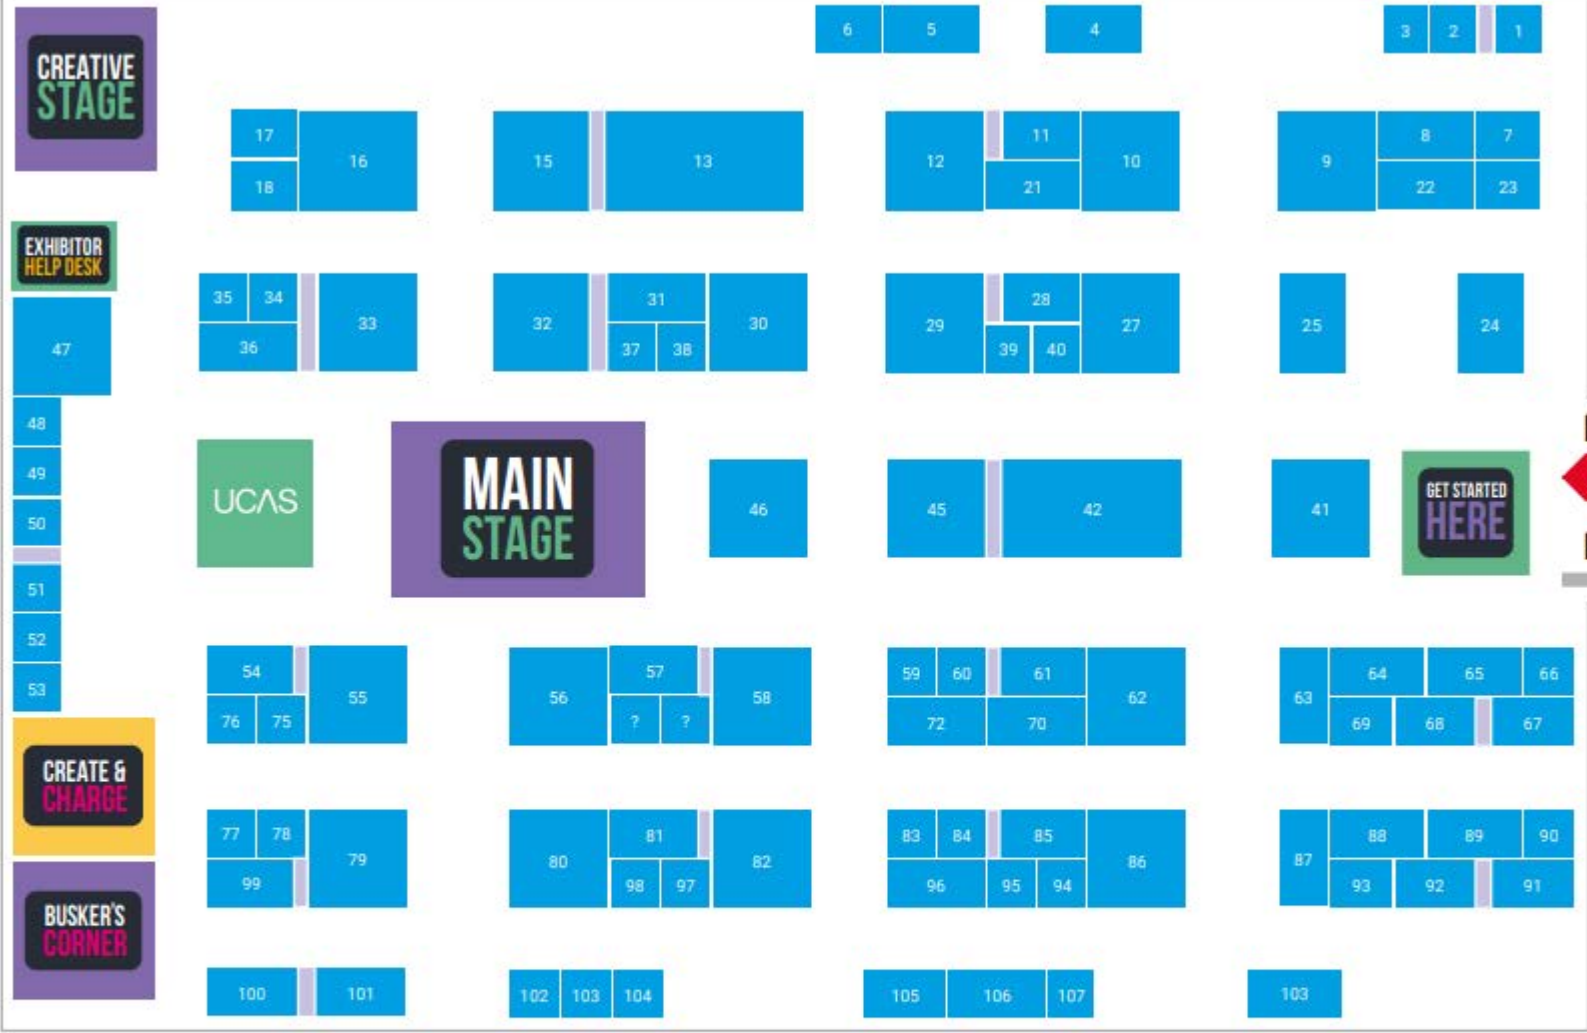 CREATIVE
STAGE
6 5 4 3 2 1
17 16 15 13 12 11 10 9 8 7
18 21 22 23
EXHIBITOR
HELP DESK
35 34 33 32 31 30 29 28 27 25 24
36 37 38 39 40
47
48
49
50
51
52
53
UCAS
MAIN
STAGE
46 45 42 41
GET STARTED
HERE
54 55 56 57 58 59 60 61 62 63 64 65 66
76 75 ? ? 72 70 69 68 67
CREATE &
CHARGE
77 78 79 80 81 82 83 84 85 86 87 88 89 90
99 98 97 96 95 94 93 92 91
BUSKER'S
CORNER
100 101 102 103 104 105 106 107 103